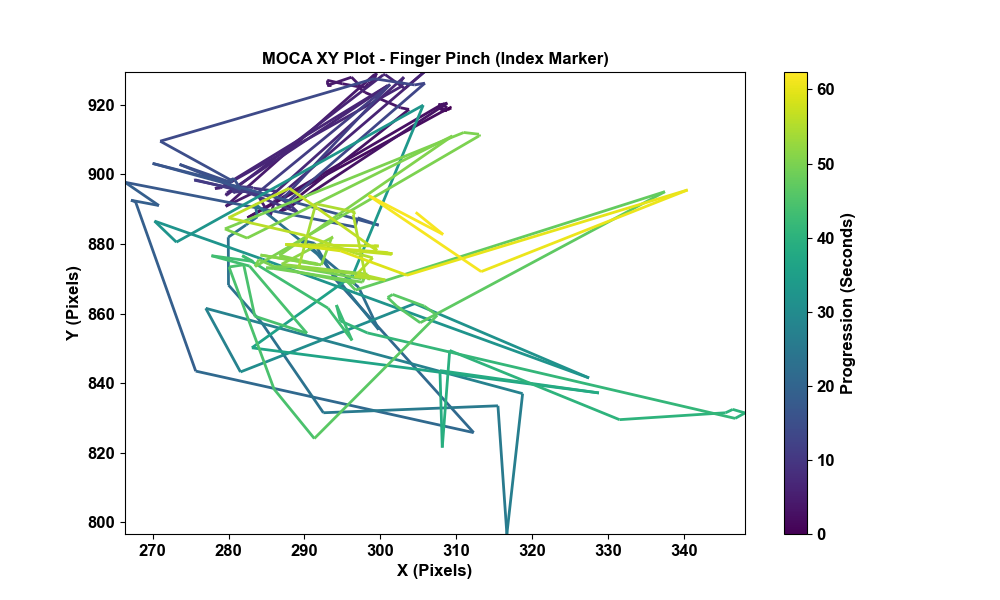 MOCA XY Plot - Finger Pinch (Index Marker)
Y (Pixels)
920
900
880
860
840
820
800
270 280 290 300 310 320 330 340
X (Pixels)
60
50
40
30
20
10
0
Progression (Seconds)